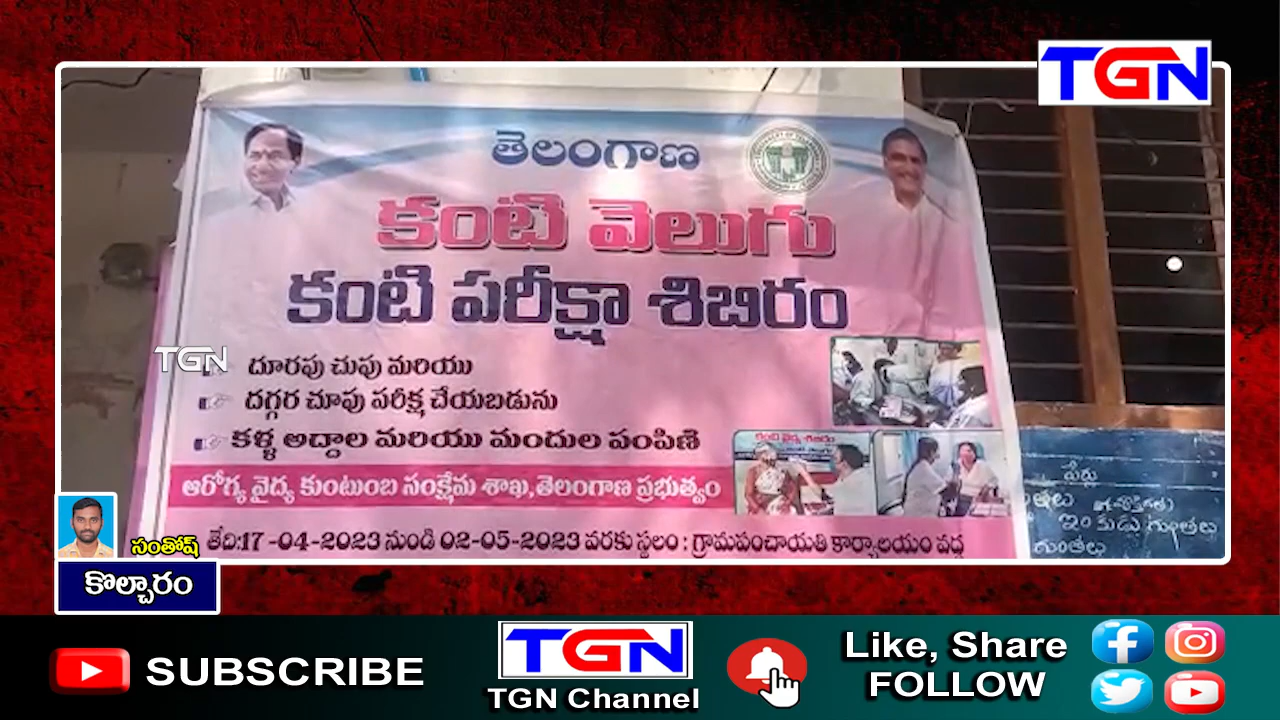 TGN
తెలంగాణ
కంటి వెలుగు
కంటి పరీక్షా శిబిరం
TGN
దూరపు చుపు మరియు
దగ్గర చూపు పరీక్ష చేయబడును
కళ్ళ అద్దాల మరియు మందుల పంపిణి
కంటి వైద్య శిబిరం
ఆరోగ్య వైద్య కుంటుంబ సంక్షేమ శాఖ,తెలంగాణ ప్రభుత్వం
తేది:17-04-2023 నుండి 02-05-2023 వరకు స్థలం : గ్రామపంచాయతి కార్యాలయం వద్ద
పేర్లు
గుంతలు
సంతోష్
కొల్చారం
SUBSCRIBE
TGN
TGN Channel
Like, Share
FOLLOW